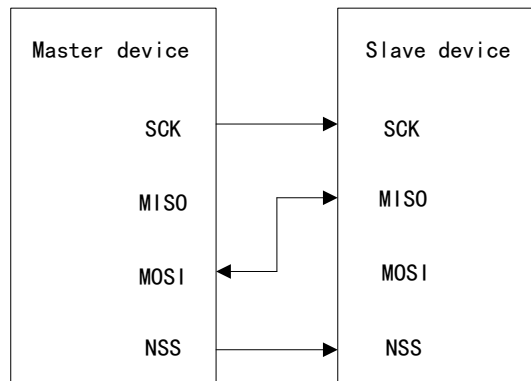 Master device
Slave device
SCK
SCK
MISO
MISO
MOSI
MOSI
NSS
NSS